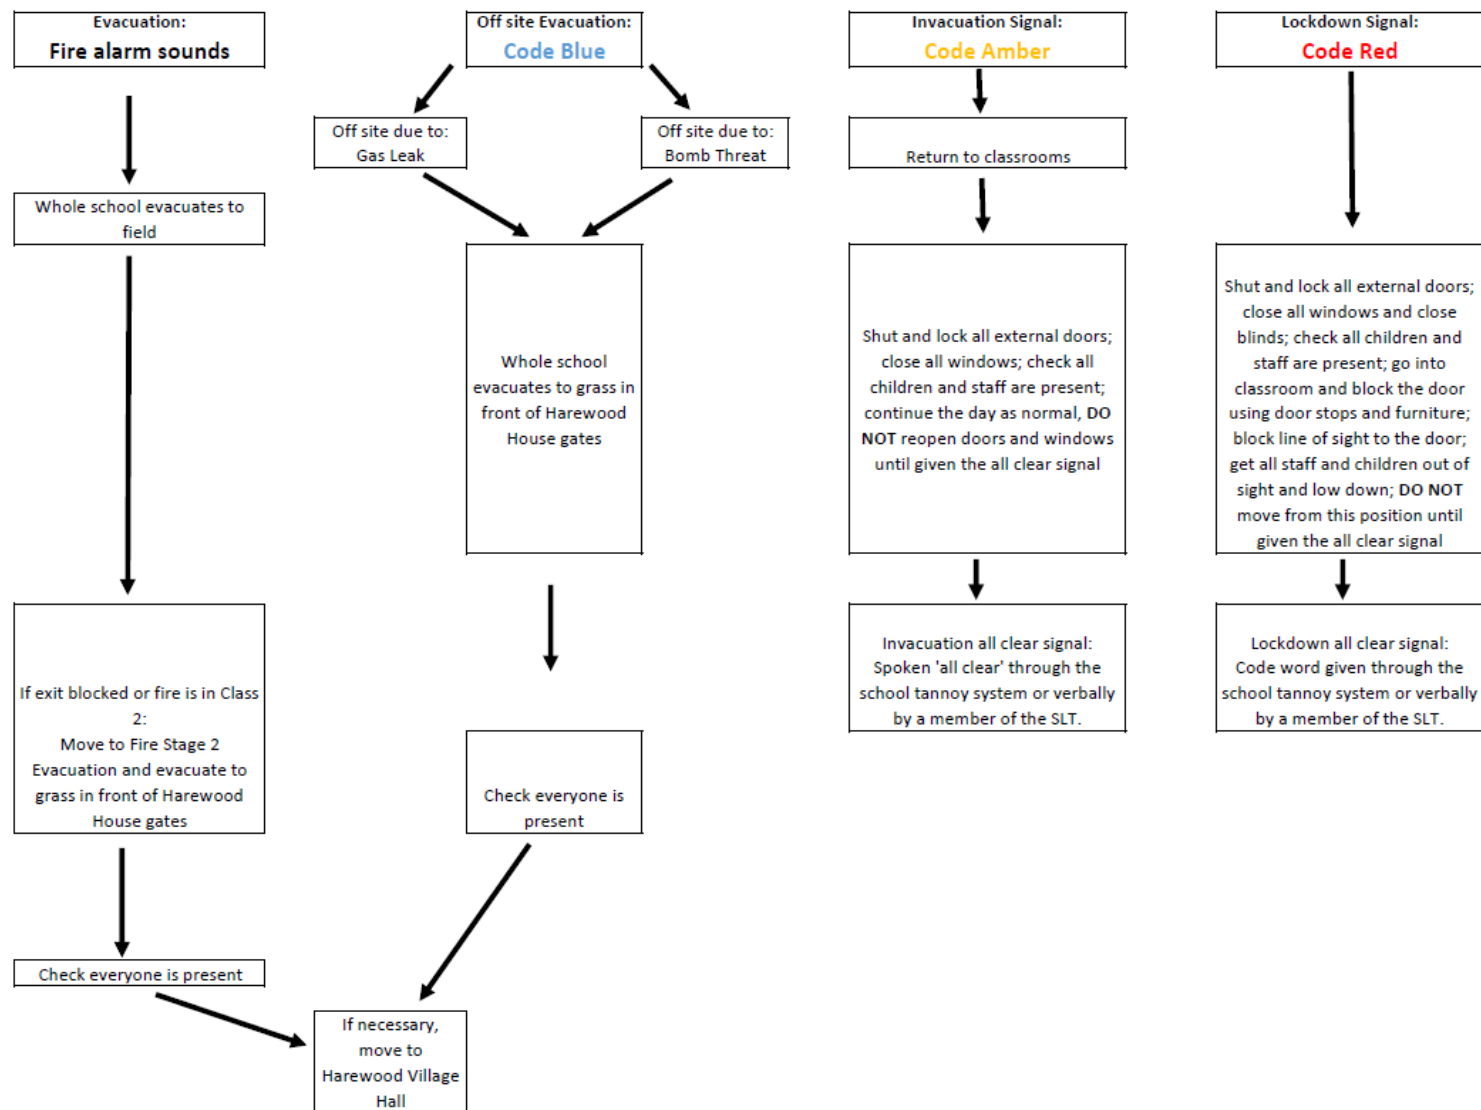 Evacuation:
Fire alarm sounds
Whole school evacuates to
field
If exit blocked or fire is in Class
2:
Move to Fire Stage 2
Evacuation and evacuate to
grass in front of Harewood
House gates
Check everyone is present
Off site Evacuation:
Code Blue
Off site due to:
Gas Leak
Off site due to:
Bomb Threat
Whole school
evacuates to grass in
front of Harewood
House gates
Check everyone is
present
If necessary,
move to
Harewood Village
Hall
Invacuation Signal:
Code Amber
Return to classrooms
Shut and lock all external doors;
close all windows; check all
children and staff are present;
continue the day as normal, DO
NOT reopen doors and windows
until given the all clear signal
Invacuation all clear signal:
Spoken 'all clear' through the
school tannoy system or verbally
by a member of the SLT.
Lockdown Signal:
Code Red
Shut and lock all external doors;
close all windows and close
blinds; check all children and
staff are present; go into
classroom and block the door
using door stops and furniture;
block line of sight to the door;
get all staff and children out of
sight and low down; DO NOT
move from this position until
given the all clear signal
Lockdown all clear signal:
Code word given through the
school tannoy system or verbally
by a member of the SLT.